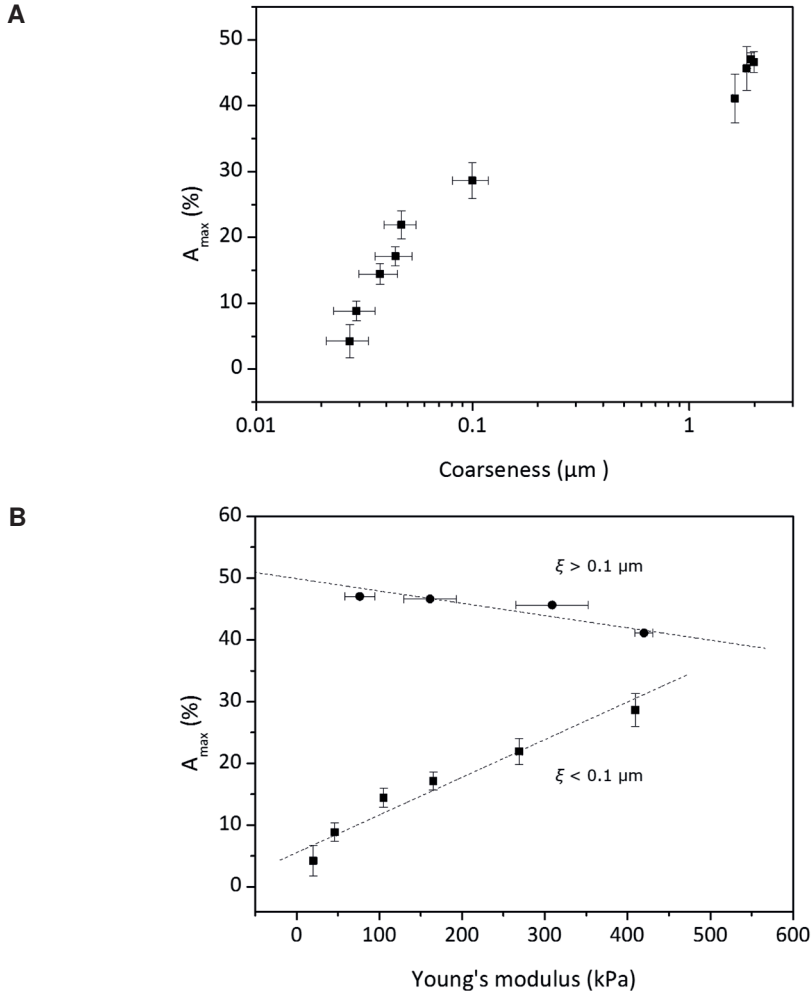 A
50
40
30
20
10
0
A_max (%)
0.01 0.1 1
Coarseness (µm )
B
60
50
40
30
20
10
0
A_max (%)
ξ > 0.1 µm
ξ < 0.1 µm
0 100 200 300 400 500 600
Young's modulus (kPa)